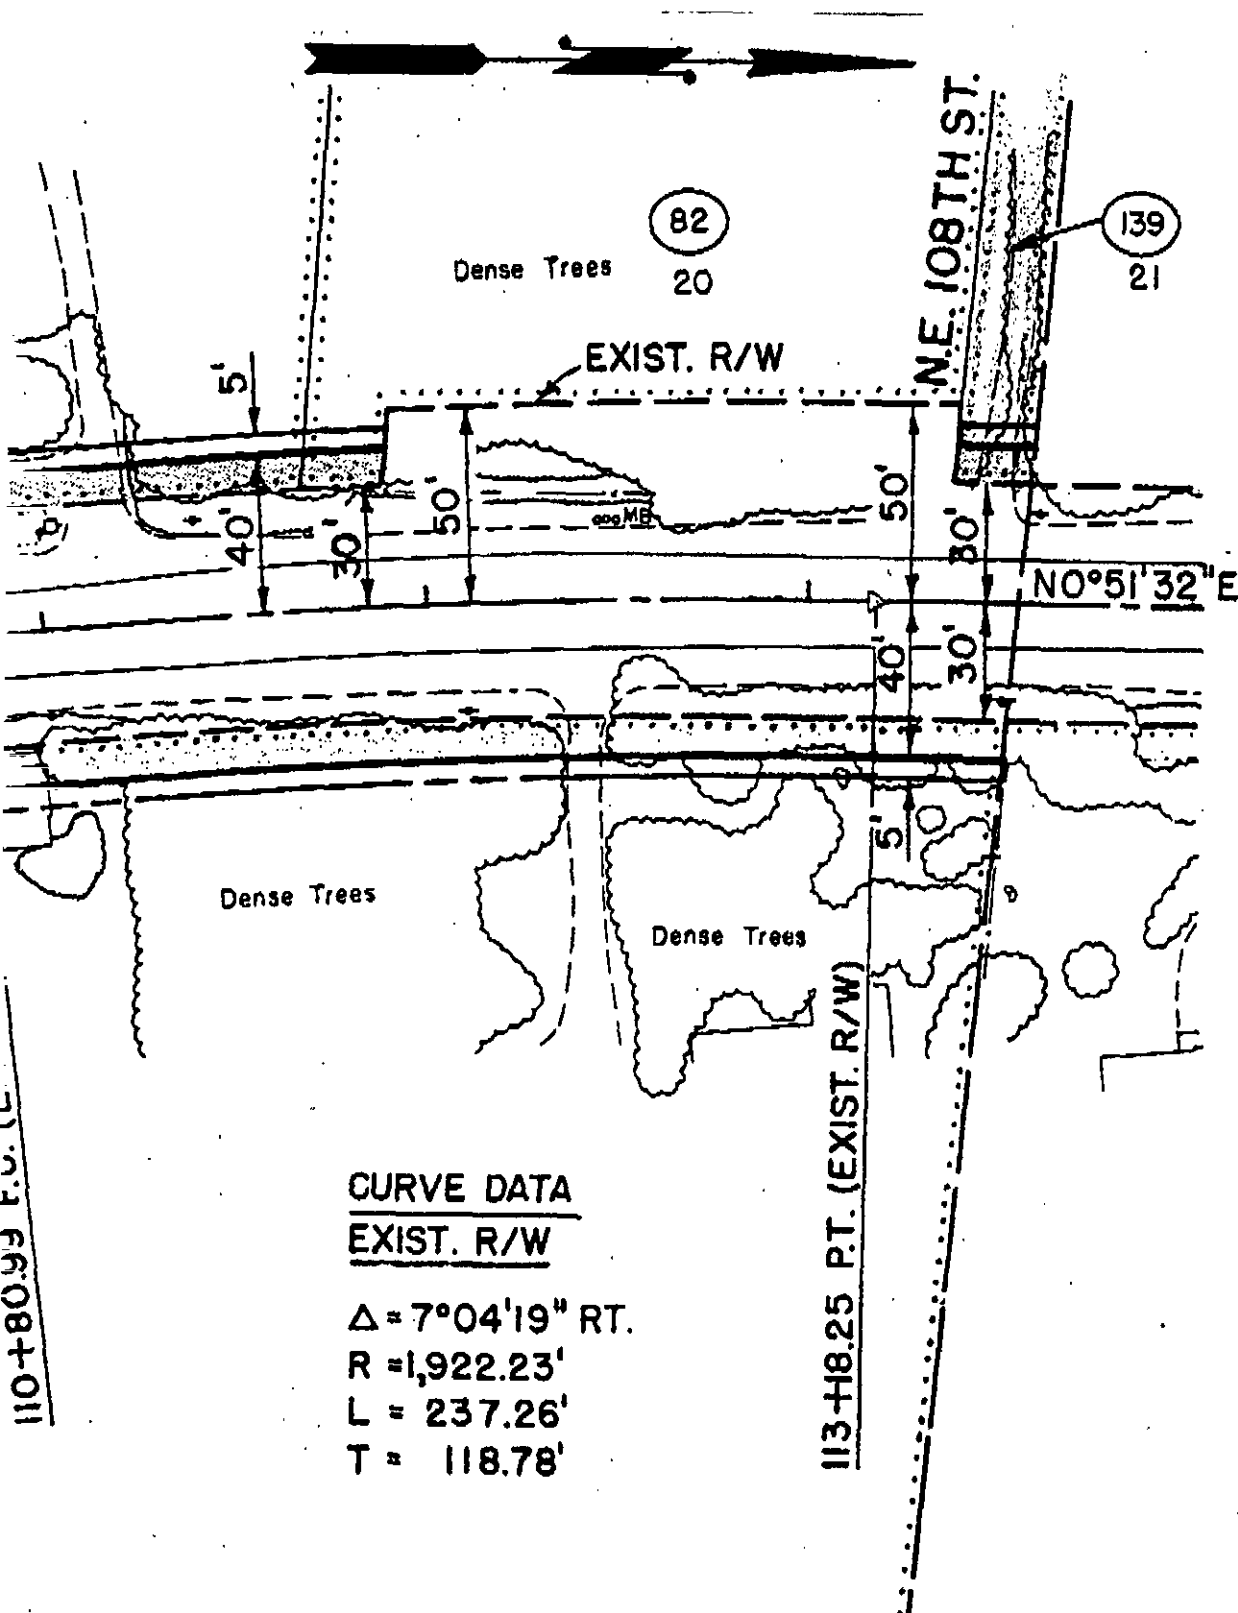 N.E. 108TH ST.
82
20
139
21
Dense Trees
EXIST. R/W
5'
40'
30'
50'
50'
30'
MB
N0°51'32"E
40'
30'
5'
Dense Trees
Dense Trees
110+80.99 P.C.
113+18.25 P.T. (EXIST. R/W)
CURVE DATA
EXIST. R/W
Δ = 7°04'19" RT.
R = 1,922.23'
L = 237.26'
T = 118.78'